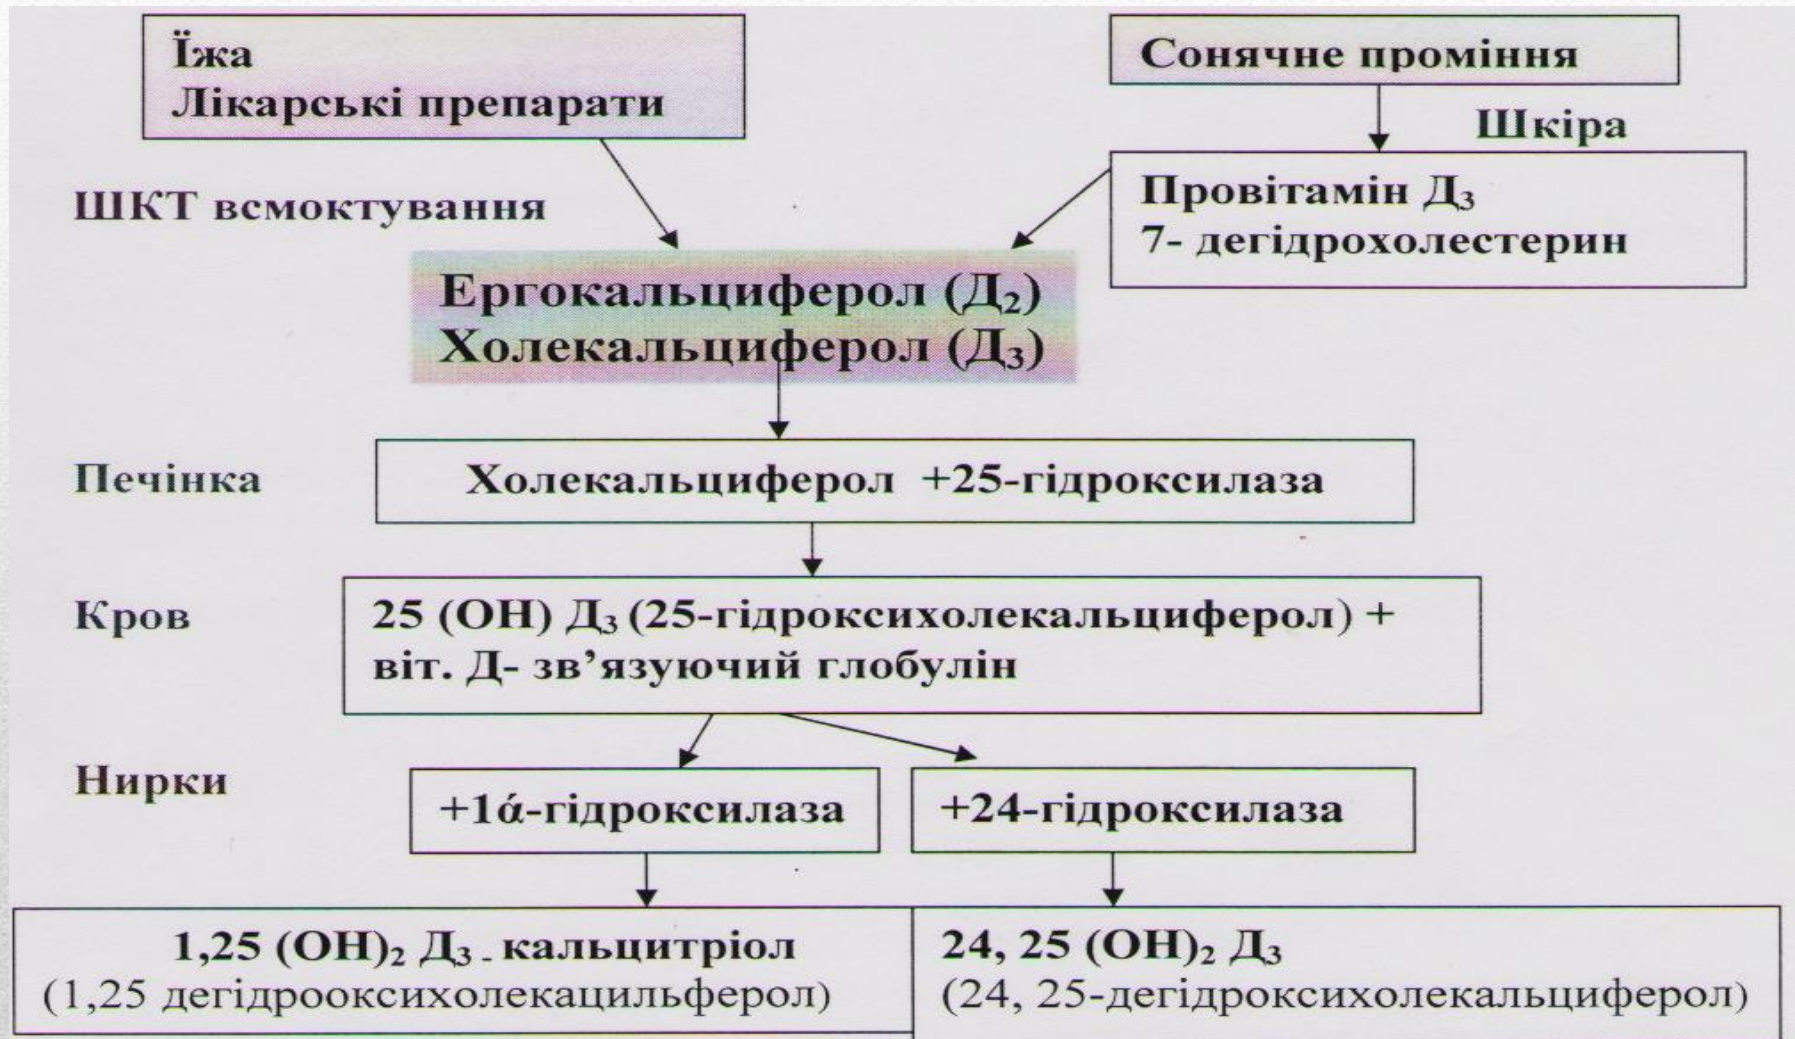 Їжа
Лікарські препарати
Сонячне проміння
Шкіра
ШКТ всмоктування
Провітамін Д₃
7- дегідрохолестерин
Ергокальциферол (Д₂)
Холекальциферол (Д₃)
Печінка
Холекальциферол +25-гідроксилаза
Кров
25 (ОН) Д₃ (25-гідроксихолекальциферол) +
віт. Д- зв’язуючий глобулін
Нирки
+1ά-гідроксилаза
+24-гідроксилаза
1,25 (ОН)₂ Д₃ - кальцитріол
(1,25 дегідрооксихолекацильферол)
24, 25 (ОН)₂ Д₃
(24, 25-дегідроксихолекальциферол)